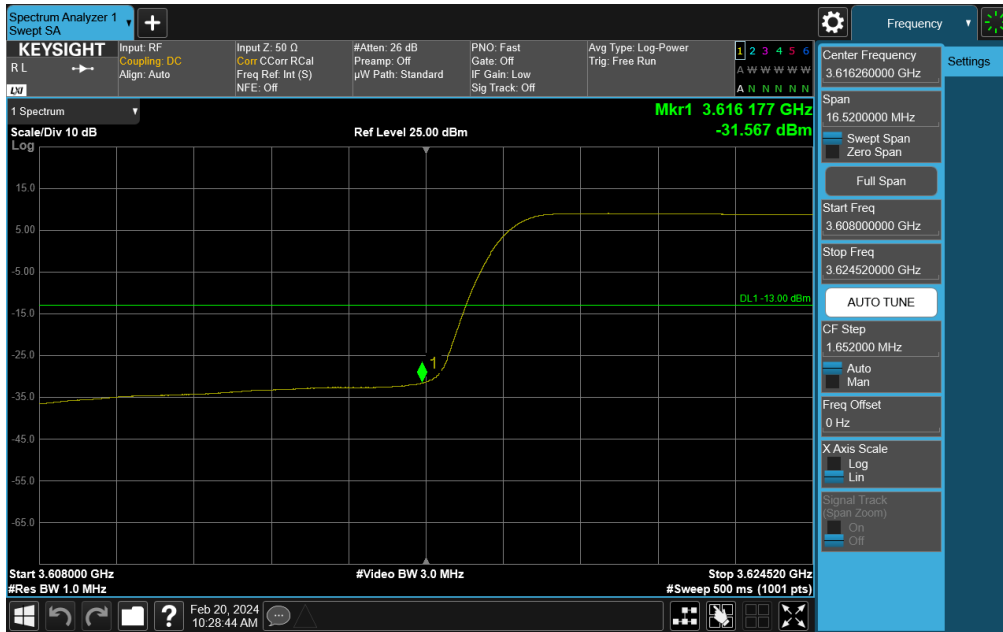 Spectrum Analyzer 1
Swept SA
+
Frequency
KEYSIGHT
R L
LXI
Input: RF
Coupling: DC
Align: Auto
Input Z: 50 Ω
Corr CCorr RCal
Freq Ref: Int (S)
NFE: Off
#Atten: 26 dB
Preamp: Off
µW Path: Standard
PNO: Fast
Gate: Off
IF Gain: Low
Sig Track: Off
Avg Type: Log-Power
Trig: Free Run
1 2 3 4 5 6
A W W W W W
A N N N N N
1 Spectrum
Scale/Div 10 dB
Log
Ref Level 25.00 dBm
Mkr1 3.616 177 GHz
-31.567 dBm
15.0
5.00
-5.00
-15.0
-25.0
-35.0
-45.0
-55.0
-65.0
DL1 -13.00 dBm
1
Start 3.608000 GHz
#Res BW 1.0 MHz
#Video BW 3.0 MHz
Stop 3.624520 GHz
#Sweep 500 ms (1001 pts)
Center Frequency
3.616260000 GHz
Settings
Span
16.5200000 MHz
Swept Span
Zero Span
Full Span
Start Freq
3.608000000 GHz
Stop Freq
3.624520000 GHz
AUTO TUNE
CF Step
1.652000 MHz
Auto
Man
Freq Offset
0 Hz
X Axis Scale
Log
Lin
Signal Track
(Span Zoom)
On
Off
?
Feb 20, 2024
10:28:44 AM